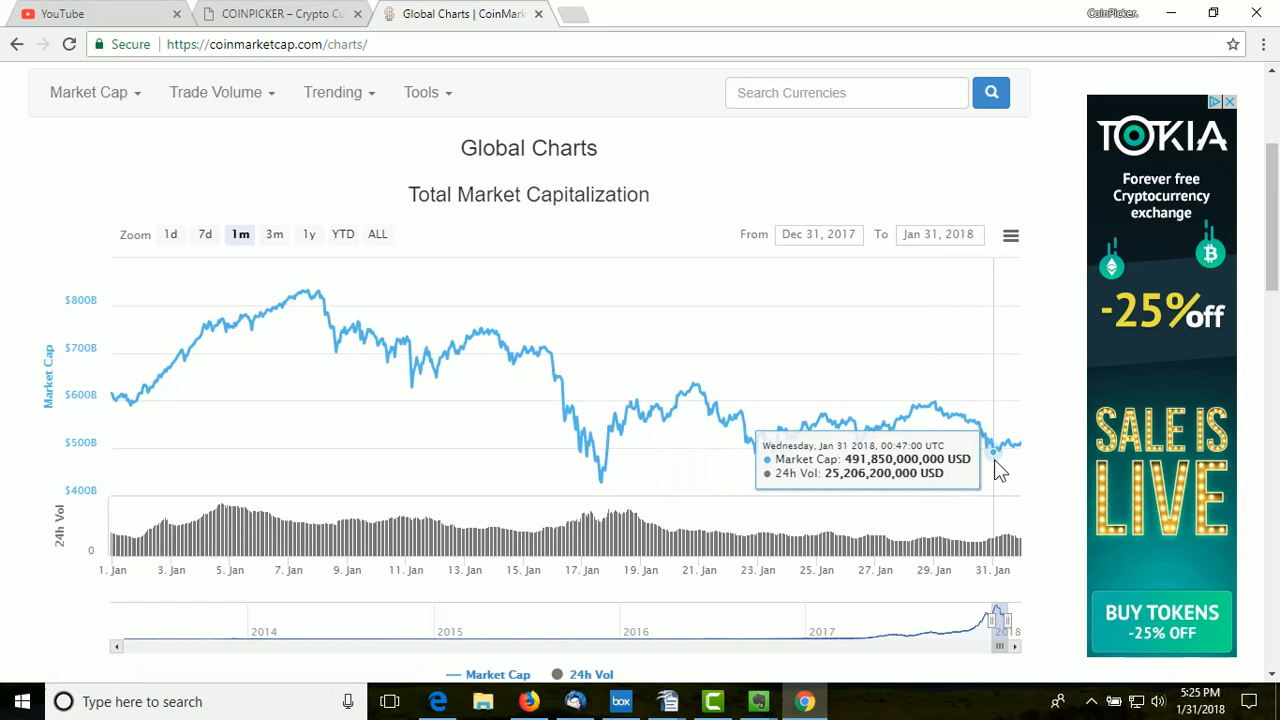 YouTube
COINPICKER – Crypto Cu
Global Charts | CoinMark
CoinPicker.
Secure
https://coinmarketcap.com/charts/
Market Cap
Trade Volume
Trending
Tools
Search Currencies
Global Charts
Total Market Capitalization
Zoom 1d 7d 1m 3m 1y YTD ALL
From Dec 31, 2017 To Jan 31, 2018
$800B
$700B
$600B
$500B
$400B
Market Cap
24h Vol
0
Wednesday, Jan 31 2018, 00:47:00 UTC
Market Cap: 491,850,000,000 USD
24h Vol: 25,206,200,000 USD
1. Jan 3. Jan 5. Jan 7. Jan 9. Jan 11. Jan 13. Jan 15. Jan 17. Jan 19. Jan 21. Jan 23. Jan 25. Jan 27. Jan 29. Jan 31. Jan
2014 2015 2016 2017 2018
Market Cap 24h Vol
TOKIA
Forever free
Cryptocurrency
exchange
-25% off
SALE IS
LIVE
BUY TOKENS
-25% OFF
Type here to search
box
5:25 PM
1/31/2018